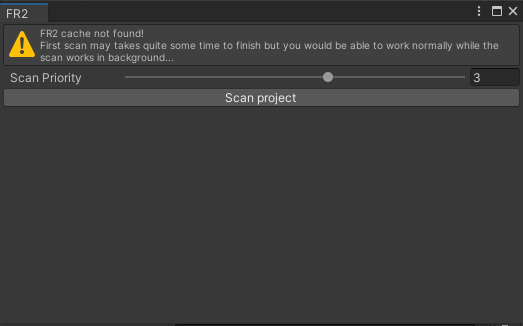 FR2
FR2 cache not found!
First scan may takes quite some time to finish but you would be able to work normally while the
scan works in background...
Scan Priority
3
Scan project